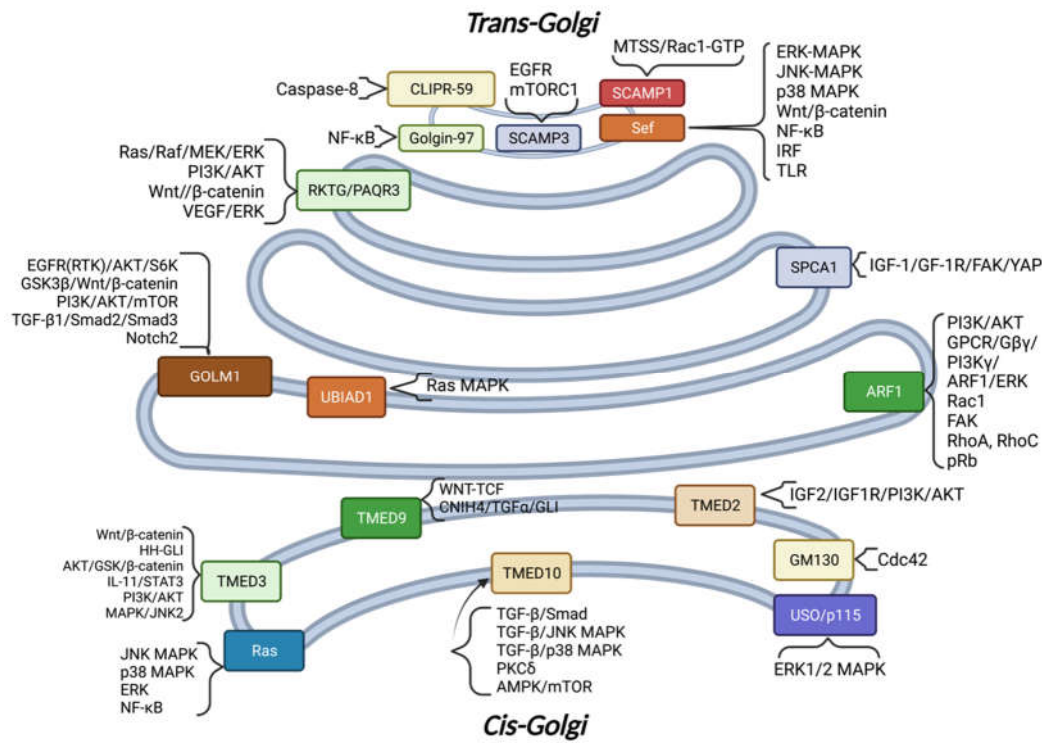 Trans-Golgi
MTSS/Rac1-GTP
ERK-MAPK
JNK-MAPK
p38 MAPK
Wnt/β-catenin
NF-κB
IRF
TLR
EGFR
mTORC1
Caspase-8
CLIPR-59
SCAMP1
NF-κB
Golgin-97
SCAMP3
Sef
Ras/Raf/MEK/ERK
PI3K/AKT
Wnt//β-catenin
VEGF/ERK
RKTG/PAQR3
SPCA1
IGF-1/GF-1R/FAK/YAP
EGFR(RTK)/AKT/S6K
GSK3β/Wnt/β-catenin
PI3K/AKT/mTOR
TGF-β1/Smad2/Smad3
Notch2
GOLM1
UBIAD1
Ras MAPK
ARF1
PI3K/AKT
GPCR/Gβγ/
PI3Kγ/
ARF1/ERK
Rac1
FAK
RhoA, RhoC
pRb
TMED9
WNT-TCF
CNIH4/TGFα/GLI
TMED2
IGF2/IGF1R/PI3K/AKT
Wnt/β-catenin
HH-GLI
AKT/GSK/β-catenin
IL-11/STAT3
PI3K/AKT
MAPK/JNK2
TMED3
TMED10
GM130
Cdc42
USO/p115
ERK1/2 MAPK
Ras
JNK MAPK
p38 MAPK
ERK
NF-κB
TGF-β/Smad
TGF-β/JNK MAPK
TGF-β/p38 MAPK
PKCδ
AMPK/mTOR
Cis-Golgi